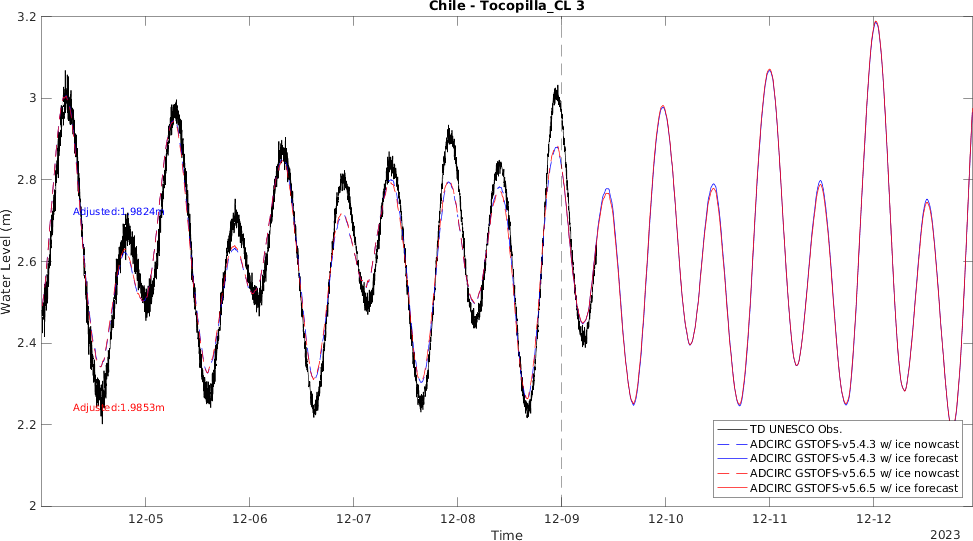 Chile - Tocopilla_CL 3
3.2
3
2.8
2.6
2.4
2.2
2
Water Level (m)
Adjusted:1.9824m
Adjusted:1.9853m
TD UNESCO Obs.
ADCIRC GSTOFS-v5.4.3 w/ ice nowcast
ADCIRC GSTOFS-v5.4.3 w/ ice forecast
ADCIRC GSTOFS-v5.6.5 w/ ice nowcast
ADCIRC GSTOFS-v5.6.5 w/ ice forecast
12-05 12-06 12-07 12-08 12-09 12-10 12-11 12-12
Time
2023